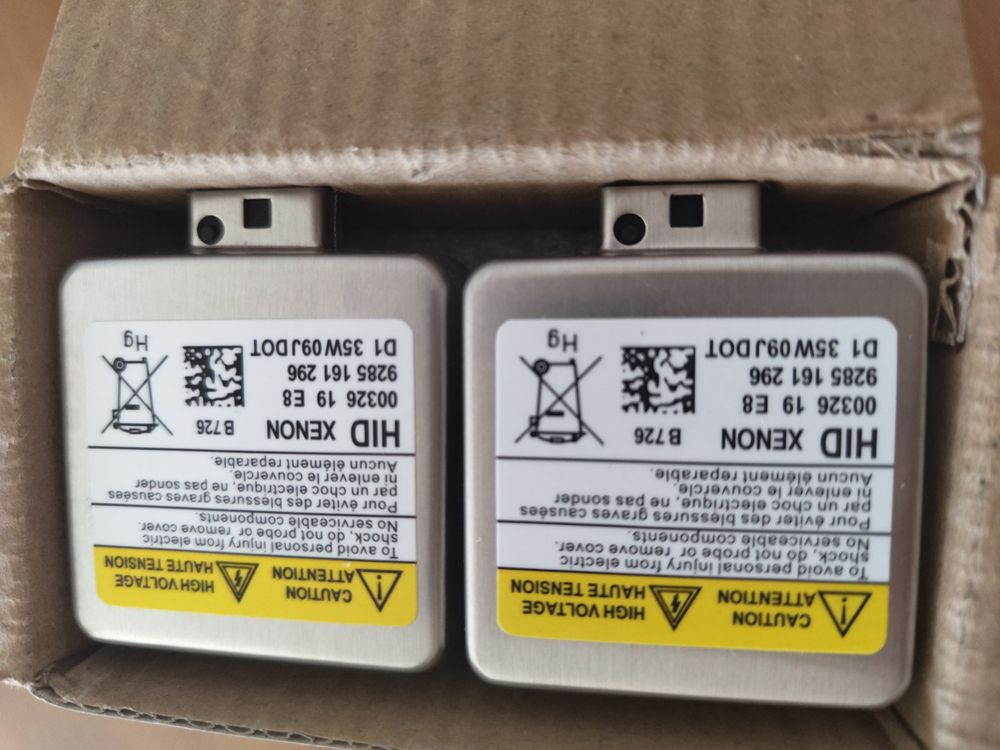 CAUTION HIGH VOLTAGE
ATTENTION HAUTE TENSION
To avoid personal injury from electric
shock, do not probe or remove cover.
No serviceable components.
Pour éviter des bléssures graves causées
par un choc electrique, ne pas sonder
ni enlever le couvercle.
Aucun élément reparable.
HID XENON B726
00326 19 E8
9285 161 296
D1 35W 09J DOT
Hg
CAUTION HIGH VOLTAGE
ATTENTION HAUTE TENSION
To avoid personal injury from electric
shock, do not probe or remove cover.
No serviceable components.
Pour éviter des bléssures graves causées
par un choc electrique, ne pas sonder
ni enlever le couvercle.
Aucun élément reparable.
HID XENON B726
00326 19 E8
9285 161 296
D1 35W 09J DOT
Hg